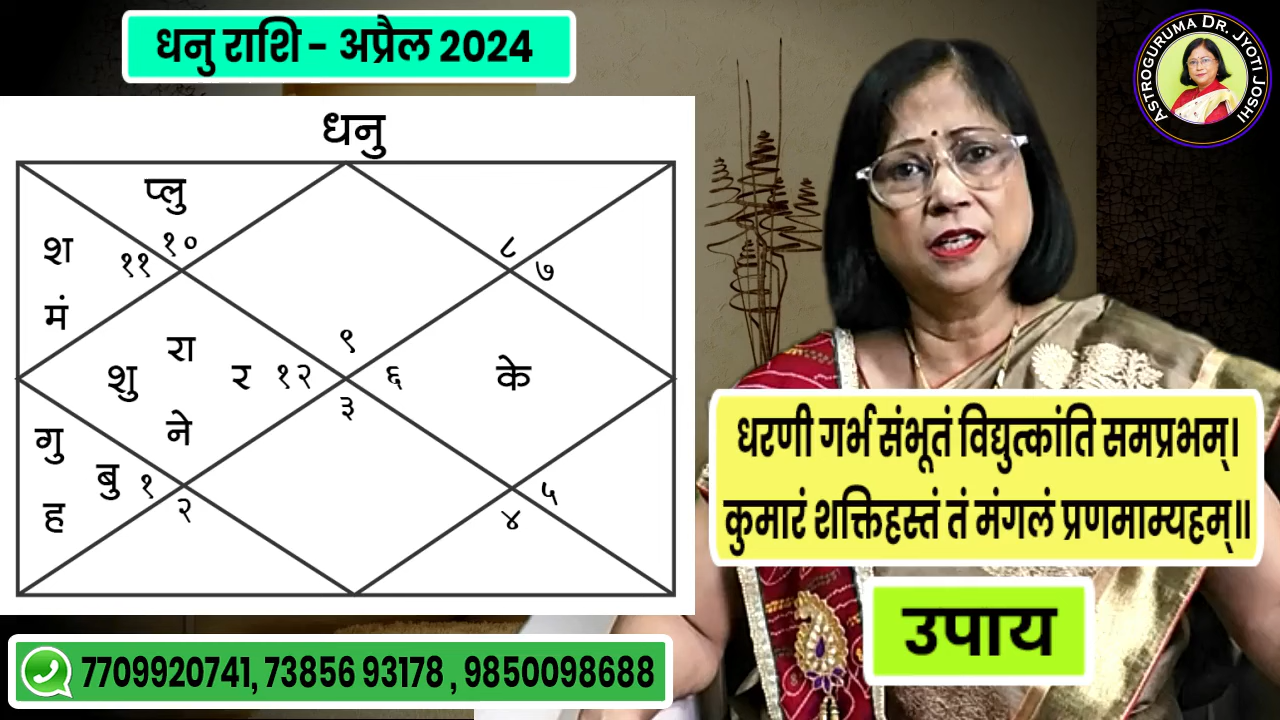 धनु राशि - अप्रैल 2024
ASTROGURUMA DR. JYOTI JOSHI
धनु
प्लु
१०
श
११
मं
८
७
रा
शु
र
१२
ने
९
६
३
के
गु
बु
१
ह
२
५
४
धरणी गर्भ संभूतं विद्युत्कांति समप्रभम्।
कुमारं शक्तिहस्तं तं मंगलं प्रणमाम्यहम्॥
उपाय
7709920741, 73856 93178 , 9850098688